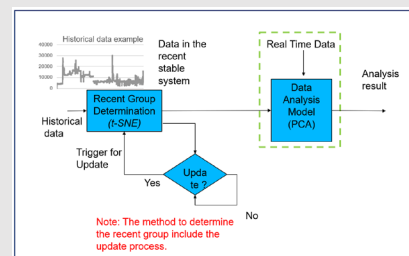 Historical data example
40000
30000
20000
10000
0
Data in the
recent
stable
system
Real Time Data
Analysis
result
Recent Group
Determination
(t-SNE)
Data
Analysis
Model
(PCA)
Historical
data
Trigger for
Update
Yes
Upda
te ?
No
Note: The method to determine
the recent group include the
update process.